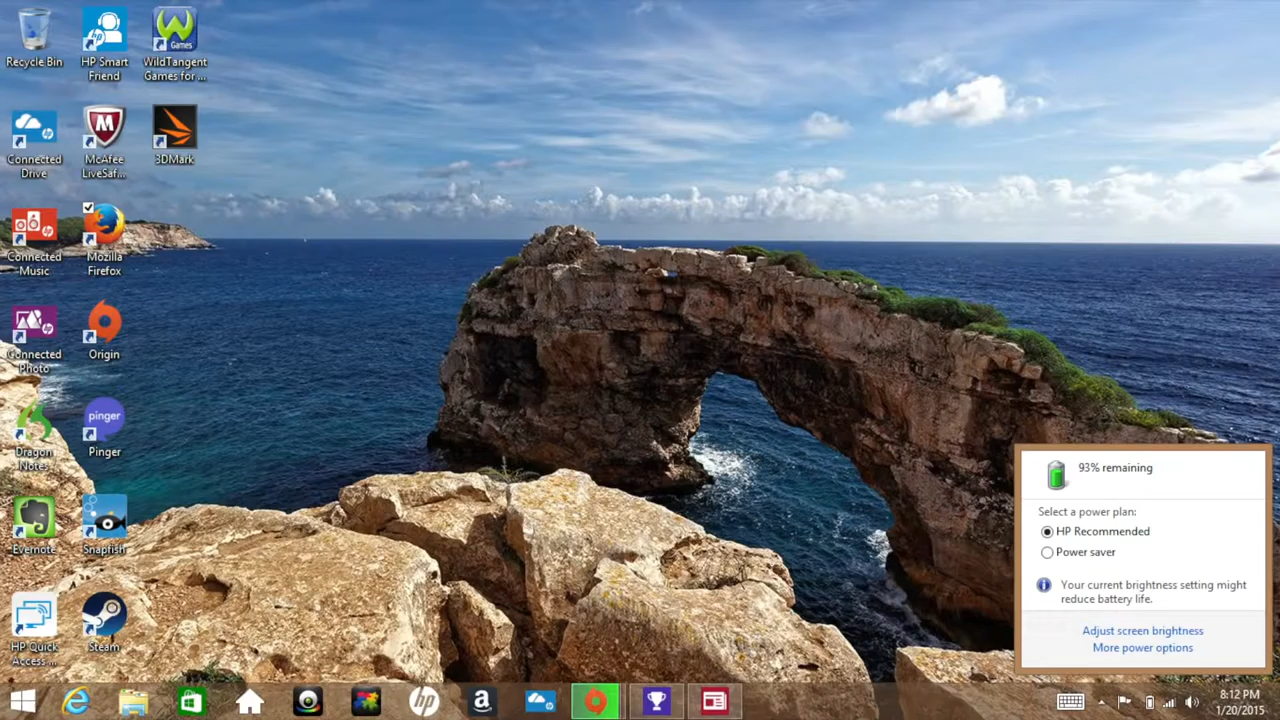 Recycle Bin
HP Smart
Friend
WildTangent
Games for ...
Games
Connected
Drive
McAfee
LiveSaf...
3DMark
Connected
Music
Mozilla
Firefox
Connected
Photo
Origin
Dragon
Notes
pinger
Pinger
Evernote
Snapfish
HP Quick
Access ...
Steam
93% remaining
Select a power plan:
HP Recommended
Power saver
Your current brightness setting might
reduce battery life.
Adjust screen brightness
More power options
hp
a
8:12 PM
1/20/2015